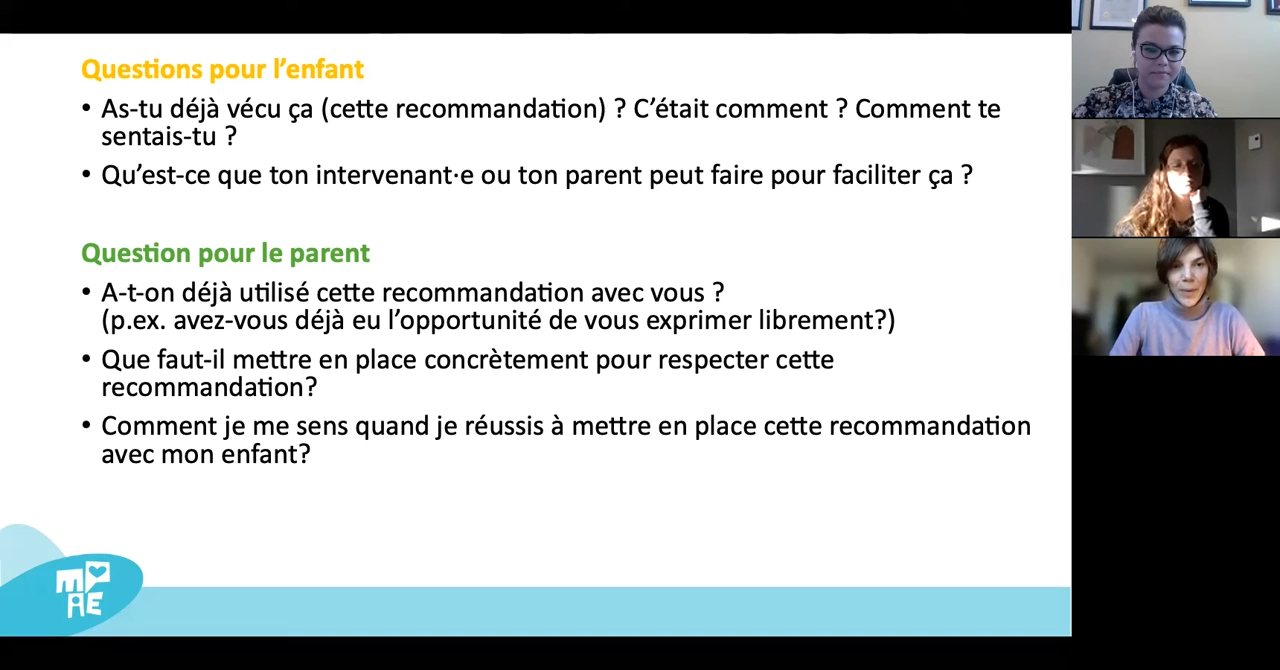 Questions pour l’enfant
• As-tu déjà vécu ça (cette recommandation) ? C’était comment ? Comment te
sentais-tu ?
• Qu’est-ce que ton intervenant·e ou ton parent peut faire pour faciliter ça ?
Question pour le parent
• A-t-on déjà utilisé cette recommandation avec vous ?
(p.ex. avez-vous déjà eu l’opportunité de vous exprimer librement?)
• Que faut-il mettre en place concrètement pour respecter cette
recommandation?
• Comment je me sens quand je réussis à mettre en place cette recommandation
avec mon enfant?